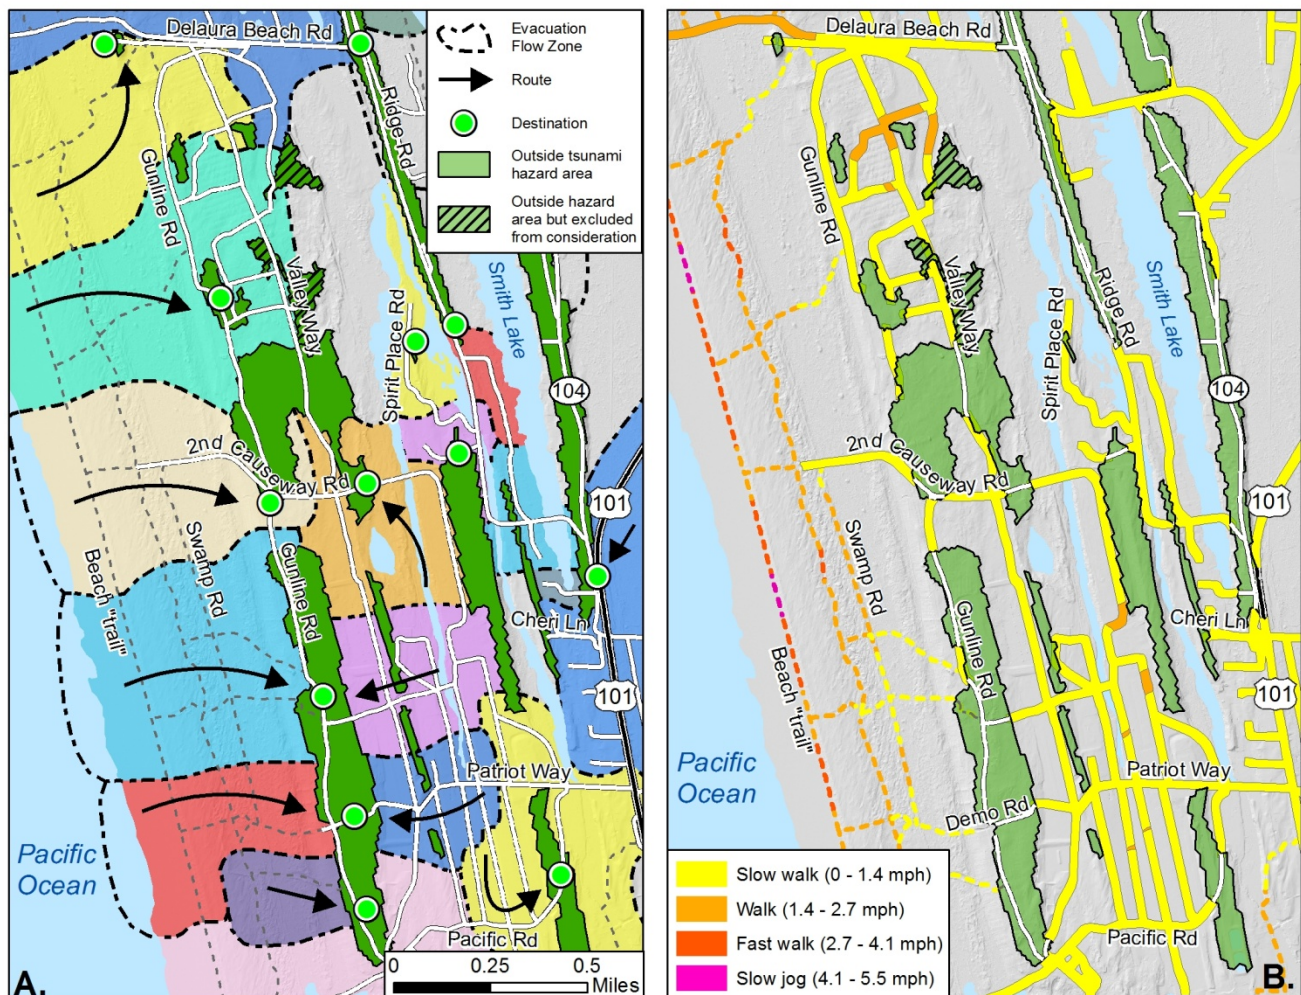 Delaura Beach Rd
Evacuation
Flow Zone
Route
Destination
Outside tsunami
hazard area
Outside hazard
area but excluded
from consideration
Ridge Rd
Gunline Rd
Valley Way
Smith Lake
Spirit Place Rd
104
2nd Causeway Rd
101
Swamp Rd
Beach "trail"
Gunline Rd
Cheri Ln
101
Patriot Way
Pacific
Ocean
Pacific Rd
0 0.25 0.5
Miles
A.
Delaura Beach Rd
Gunline Rd
Valley Way
Ridge Rd
Smith Lake
Spirit Place Rd
104
2nd Causeway Rd
101
Swamp Rd
Gunline Rd
Cheri Ln
Beach "trail"
101
Pacific
Ocean
Patriot Way
Demo Rd
Pacific Rd
Slow walk (0 - 1.4 mph)
Walk (1.4 - 2.7 mph)
Fast walk (2.7 - 4.1 mph)
Slow jog (4.1 - 5.5 mph)
B.